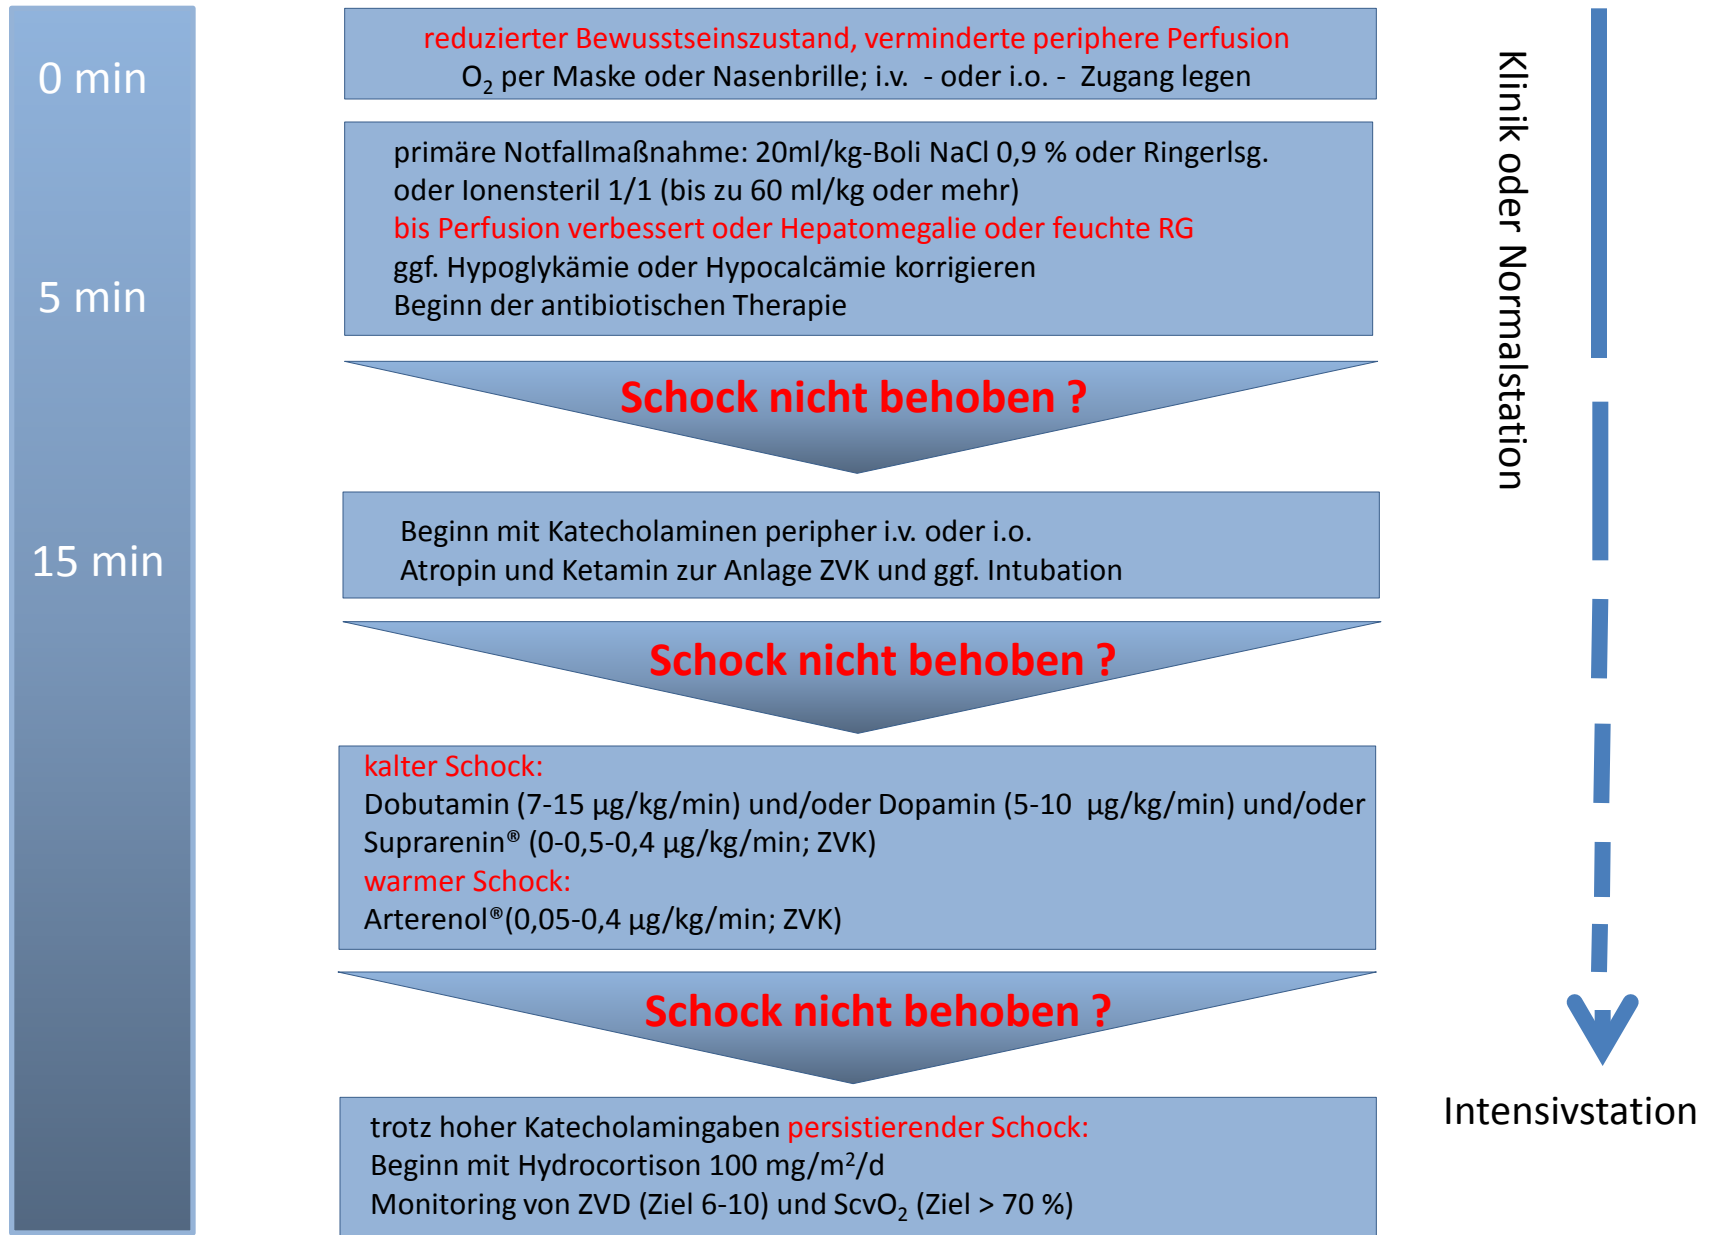 0 min
reduzierter Bewusstseinszustand, verminderte periphere Perfusion
O₂ per Maske oder Nasenbrille; i.v. - oder i.o. - Zugang legen
primäre Notfallmaßnahme: 20ml/kg-Boli NaCl 0,9 % oder Ringerlsg.
oder Ionensteril 1/1 (bis zu 60 ml/kg oder mehr)
bis Perfusion verbessert oder Hepatomegalie oder feuchte RG
ggf. Hypoglykämie oder Hypocalcämie korrigieren
5 min
Beginn der antibiotischen Therapie
Schock nicht behoben ?
15 min
Beginn mit Katecholaminen peripher i.v. oder i.o.
Atropin und Ketamin zur Anlage ZVK und ggf. Intubation
Schock nicht behoben ?
kalter Schock:
Dobutamin (7-15 µg/kg/min) und/oder Dopamin (5-10 µg/kg/min) und/oder
Suprarenin® (0-0,5-0,4 µg/kg/min; ZVK)
warmer Schock:
Arterenol®(0,05-0,4 µg/kg/min; ZVK)
Schock nicht behoben ?
trotz hoher Katecholamingaben persistierender Schock:
Beginn mit Hydrocortison 100 mg/m²/d
Monitoring von ZVD (Ziel 6-10) und ScvO₂ (Ziel > 70 %)
Klinik oder Normalstation
Intensivstation